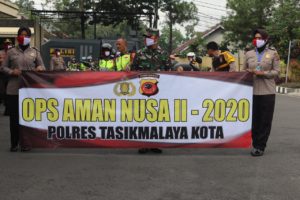 OPS AMAN NUSA II - 2020
POLRES TASIKMALAYA KOTA